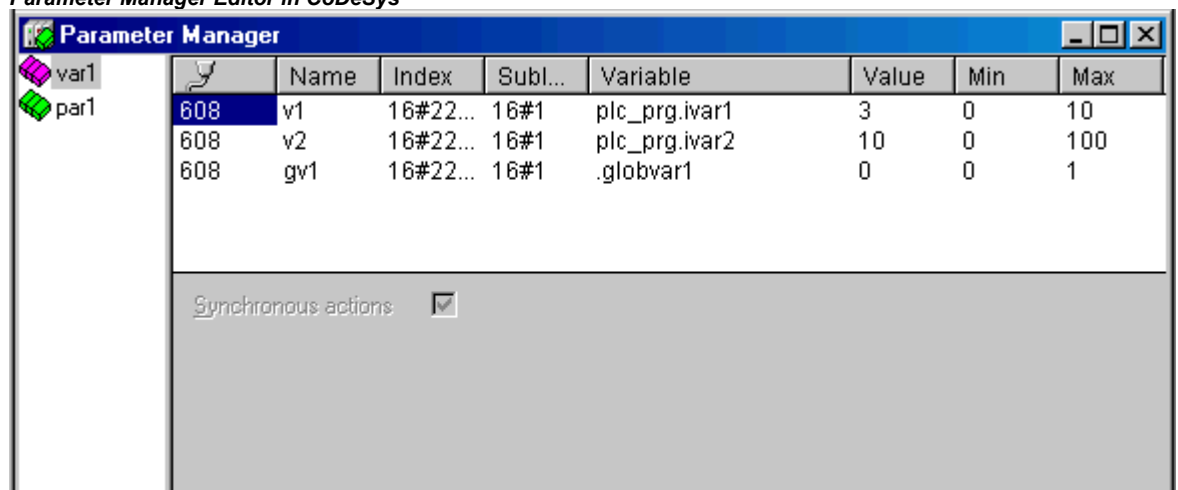 Parameter Manager Editor in CoDeSys
Parameter Manager
var1
par1
Name Index SubI... Variable Value Min Max
608 v1 16#22... 16#1 plc_prg.ivar1 3 0 10
608 v2 16#22... 16#1 plc_prg.ivar2 10 0 100
608 gv1 16#22... 16#1 .globvar1 0 0 1
Synchronous actions